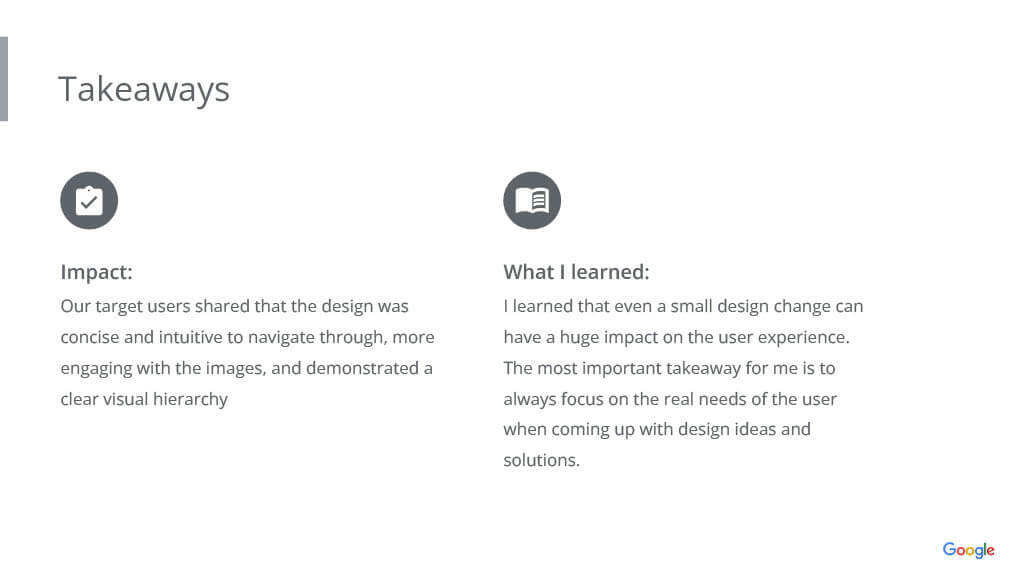 Takeaways
Impact:
Our target users shared that the design was
concise and intuitive to navigate through, more
engaging with the images, and demonstrated a
clear visual hierarchy
What I learned:
I learned that even a small design change can
have a huge impact on the user experience.
The most important takeaway for me is to
always focus on the real needs of the user
when coming up with design ideas and
solutions.
Google